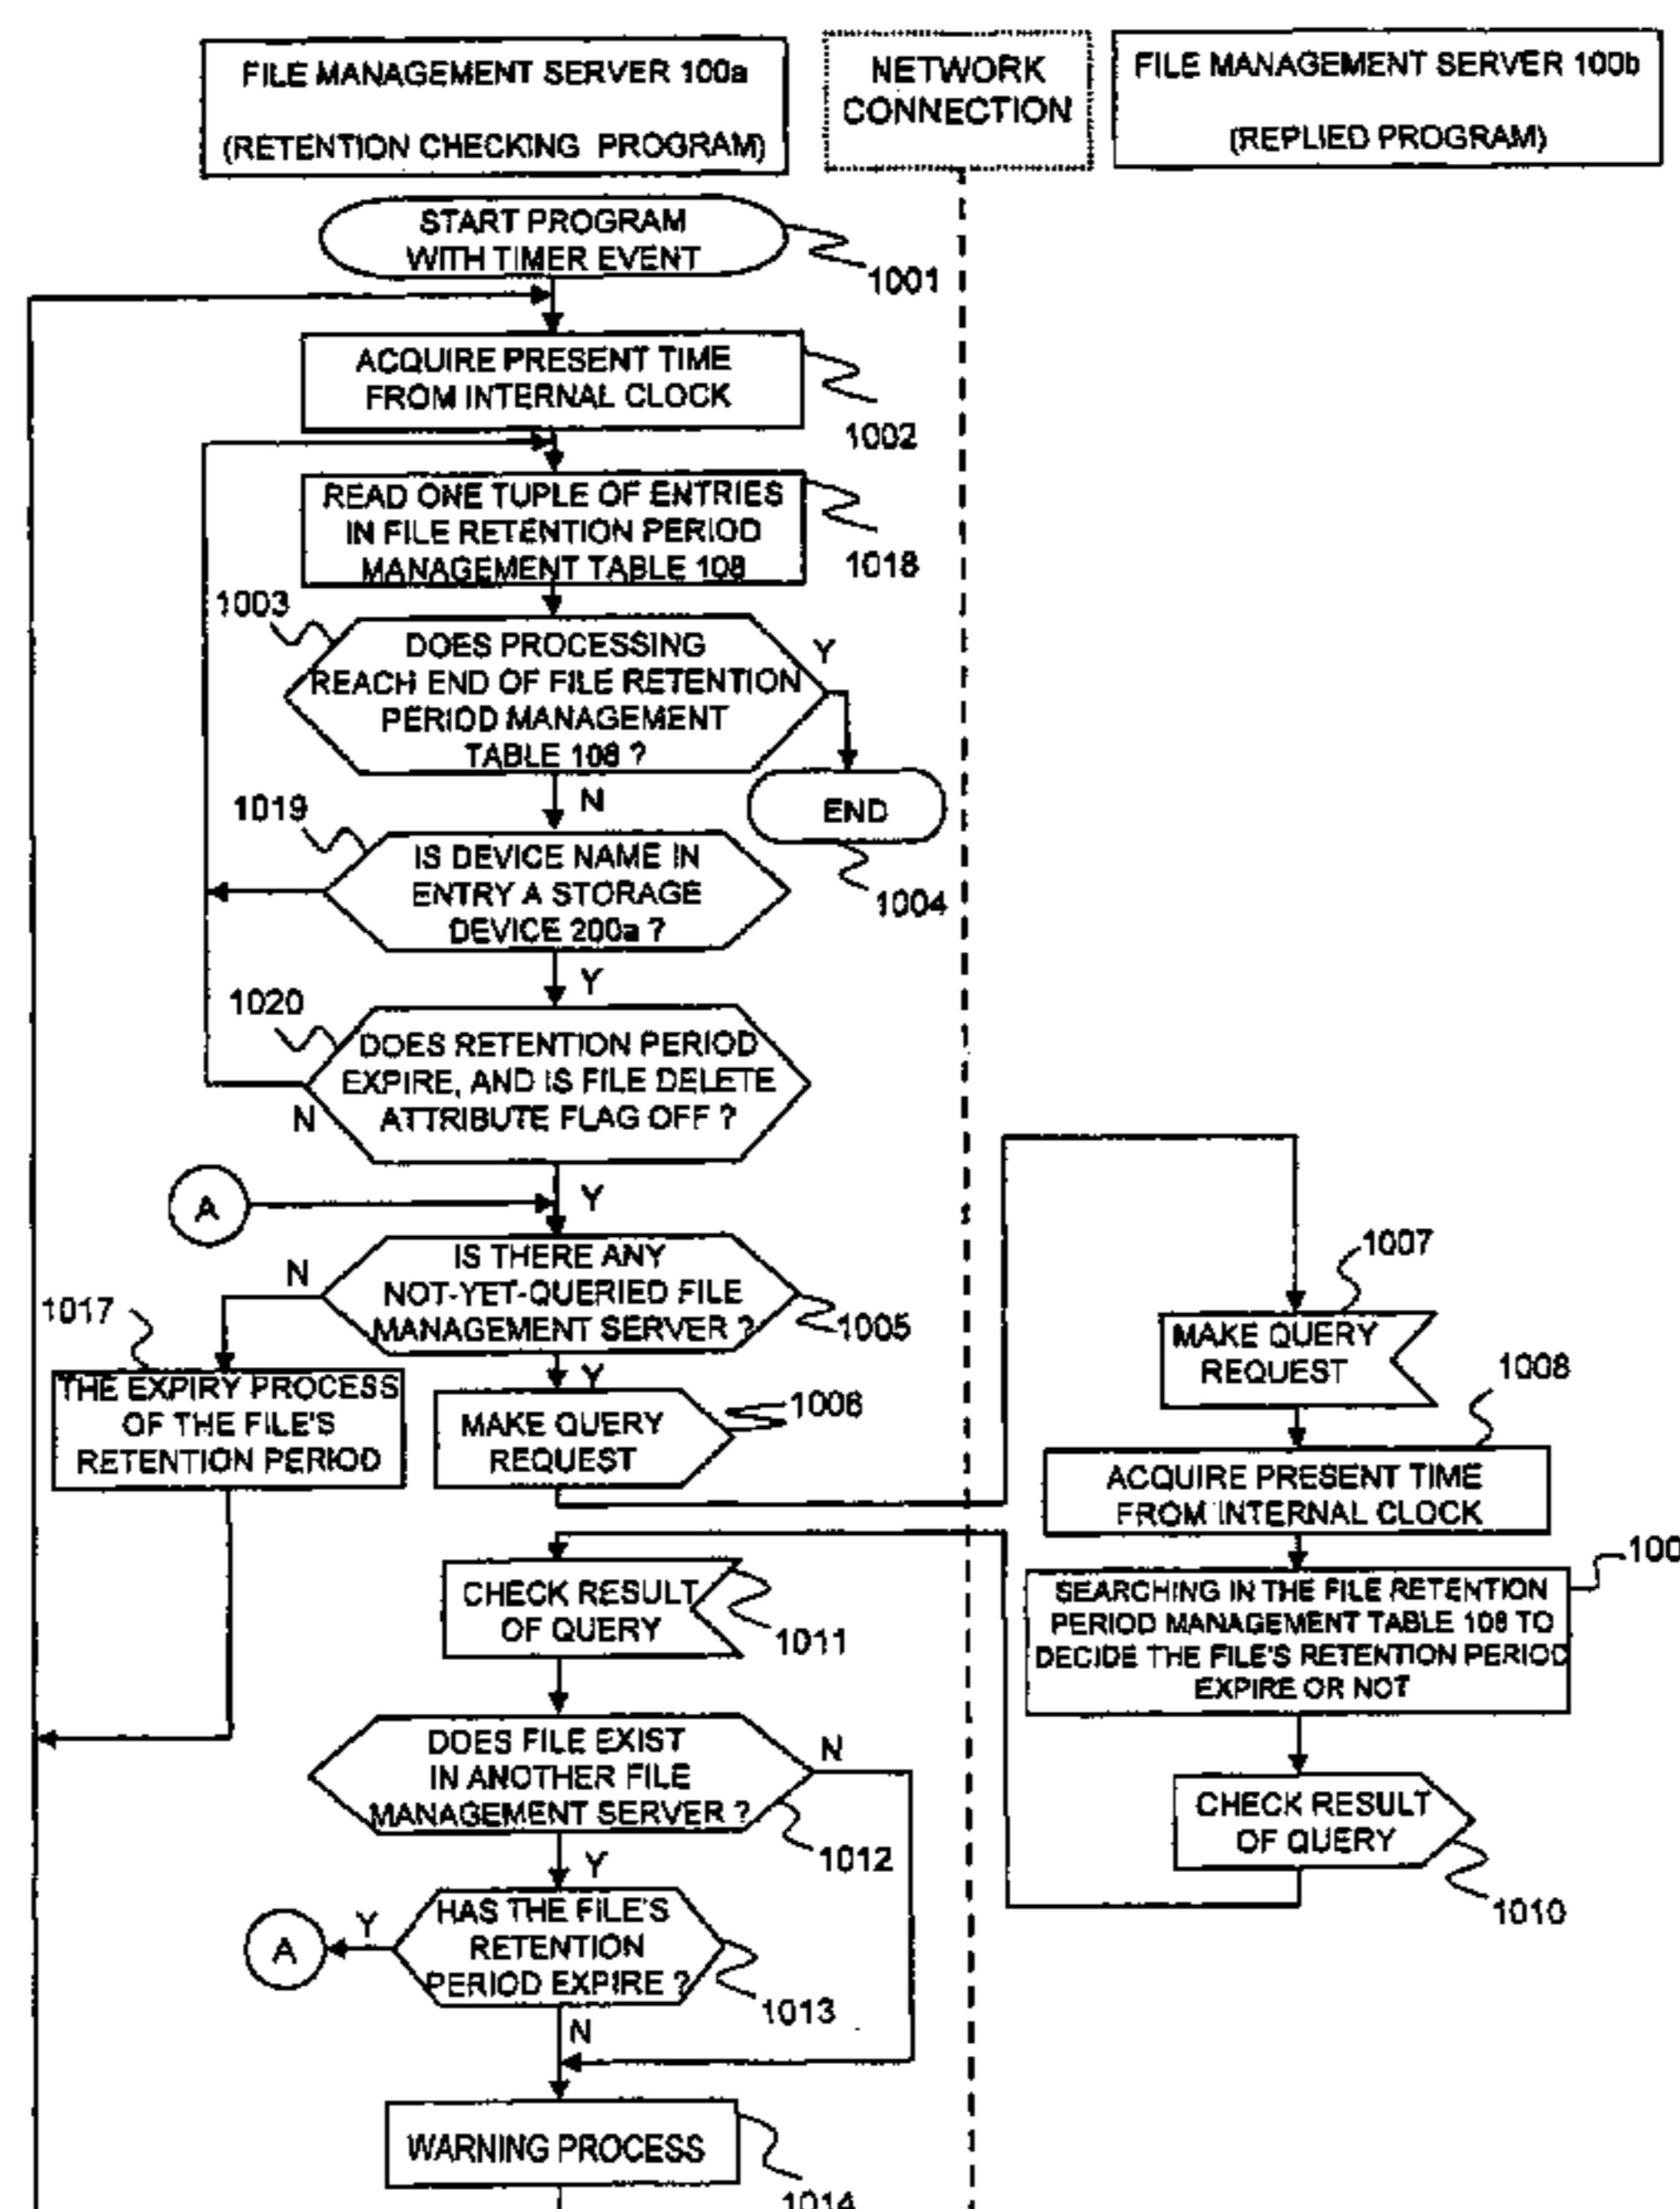 FILE MANAGEMENT SERVER 100a
(RETENTION CHECKING PROGRAM)
NETWORK
CONNECTION
FILE MANAGEMENT SERVER 100b
(REPLIED PROGRAM)
START PROGRAM
WITH TIMER EVENT
1001
ACQUIRE PRESENT TIME
FROM INTERNAL CLOCK
1002
READ ONE TUPLE OF ENTRIES
IN FILE RETENTION PERIOD
MANAGEMENT TABLE 108
1018
1003
DOES PROCESSING
REACH END OF FILE RETENTION
PERIOD MANAGEMENT
TABLE 108 ?
Y
N
END
1004
1019
IS DEVICE NAME IN
ENTRY A STORAGE
DEVICE 200a ?
Y
1020
DOES RETENTION PERIOD
EXPIRE, AND IS FILE DELETE
ATTRIBUTE FLAG OFF ?
N
Y
A
IS THERE ANY
NOT-YET-QUERIED FILE
MANAGEMENT SERVER ?
N
1005
Y
1017
THE EXPIRY PROCESS
OF THE FILE'S
RETENTION PERIOD
MAKE QUERY
REQUEST
1006
1007
MAKE QUERY
REQUEST
1008
ACQUIRE PRESENT TIME
FROM INTERNAL CLOCK
100
SEARCHING IN THE FILE RETENTION
PERIOD MANAGEMENT TABLE 108 TO
DECIDE THE FILE'S RETENTION PERIOD
EXPIRE OR NOT
CHECK RESULT
OF QUERY
1010
CHECK RESULT
OF QUERY
1011
DOES FILE EXIST
IN ANOTHER FILE
MANAGEMENT SERVER ?
N
1012
Y
HAS THE FILE'S
RETENTION
PERIOD EXPIRE ?
Y
A
1013
N
WARNING PROCESS
1014